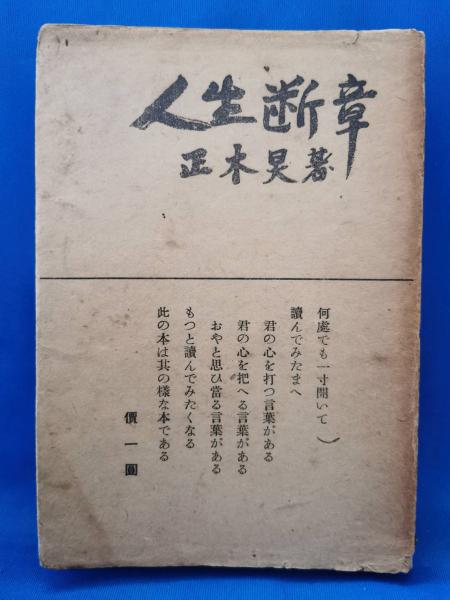 人生断章
正木昊著
何處でも一寸開いて
讀んでみたまへ
君の心を打つ言葉がある
君の心を把へる言葉がある
おやと思ひ當る言葉がある
もつと讀んでみたくなる
此の本は其の樣な本である
價一圓